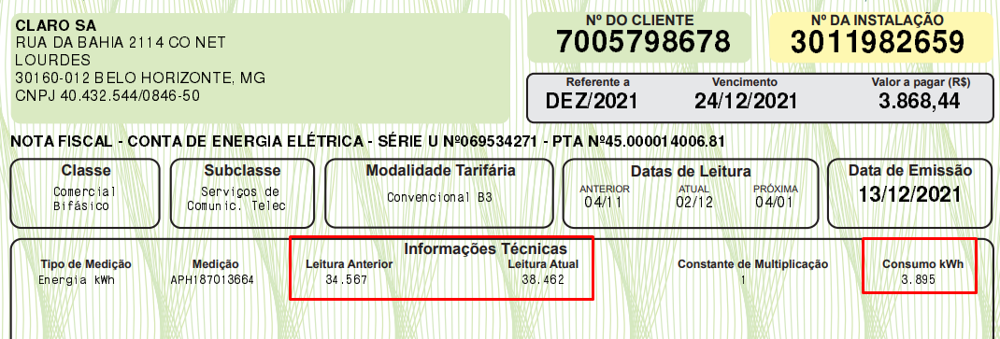 CLARO SA
RUA DA BAHIA 2114 CO NET
LOURDES
30160-012 BELO HORIZONTE, MG
CNPJ 40.432.544/0846-50
Nº DO CLIENTE
7005798678
Nº DA INSTALAÇÃO
3011982659
Referente a Vencimento Valor a pagar (R$)
DEZ/2021 24/12/2021 3.868,44
NOTA FISCAL - CONTA DE ENERGIA ELÉTRICA - SÉRIE U Nº069534271 - PTA Nº45.000014006.81
Classe
Comercial
Bifásico
Subclasse
Serviços de
Comunic. Telec
Modalidade Tarifária
Convencional B3
Datas de Leitura
ANTERIOR ATUAL PRÓXIMA
04/11 02/12 04/01
Data de Emissão
13/12/2021
Informações Técnicas
Tipo de Medição Medição Leitura Anterior Leitura Atual Constante de Multiplicação Consumo kWh
Energia kWh APH187013664 34.567 38.462 1 3.895